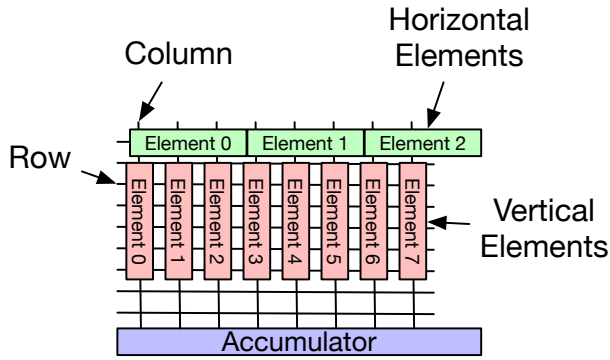 Horizontal
Elements
Column
Element 0 Element 1 Element 2
Row
Element 0 Element 1 Element 2 Element 3 Element 4 Element 5 Element 6 Element 7
Vertical
Elements
Accumulator